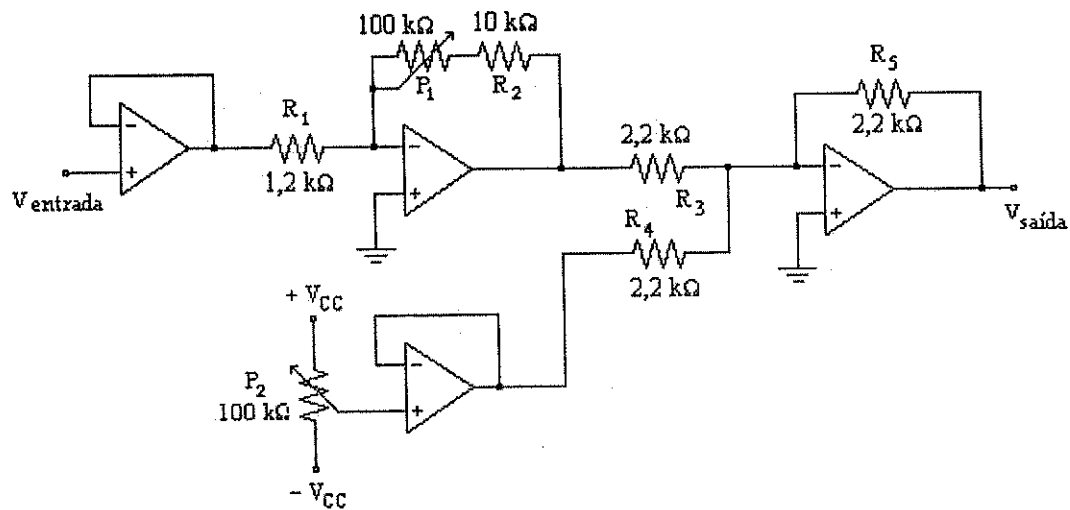 100 kΩ
10 kΩ
P1
R2
R1
1,2 kΩ
−
+
Ventrada
−
+
2,2 kΩ
R3
R4
2,2 kΩ
R5
2,2 kΩ
−
+
Vsaída
+ VCC
P2
100 kΩ
− VCC
−
+